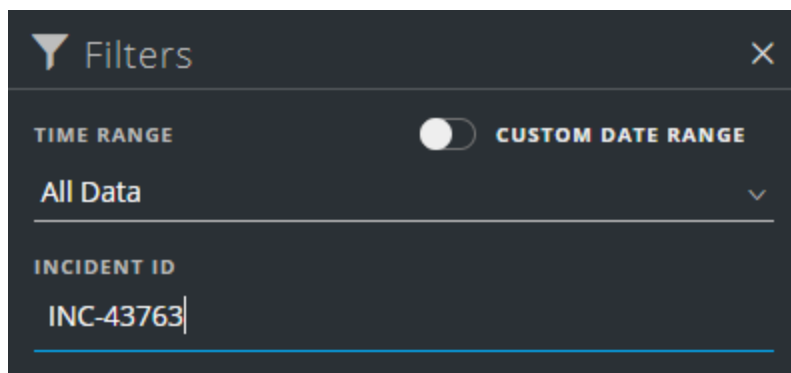 Filters
TIME RANGE
CUSTOM DATE RANGE
All Data
INCIDENT ID
INC-43763